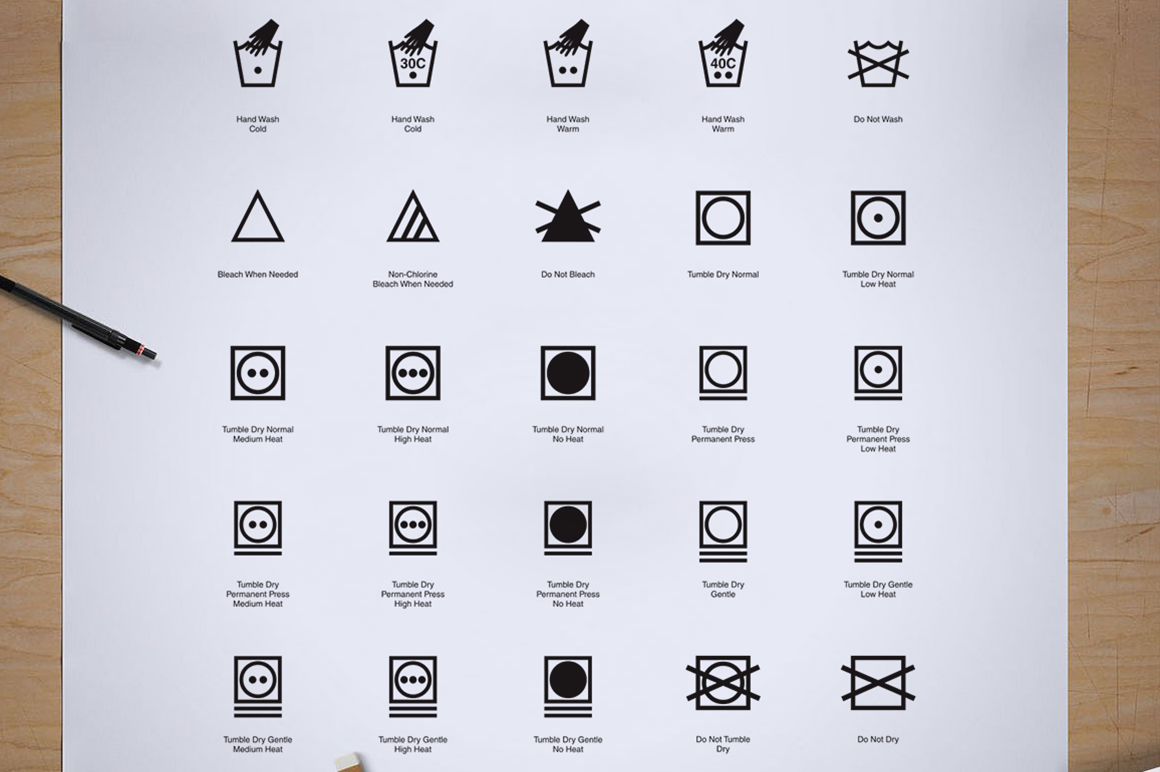 30C
40C
Hand Wash
Cold
Hand Wash
Cold
Hand Wash
Warm
Hand Wash
Warm
Do Not Wash
Bleach When Needed
Non-Chlorine
Bleach When Needed
Do Not Bleach
Tumble Dry Normal
Tumble Dry Normal
Low Heat
Tumble Dry Normal
Medium Heat
Tumble Dry Normal
High Heat
Tumble Dry Normal
No Heat
Tumble Dry
Permanent Press
Tumble Dry
Permanent Press
Low Heat
Tumble Dry
Permanent Press
Medium Heat
Tumble Dry
Permanent Press
High Heat
Tumble Dry
Permanent Press
No Heat
Tumble Dry
Gentle
Tumble Dry Gentle
Low Heat
Tumble Dry Gentle
Medium Heat
Tumble Dry Gentle
High Heat
Tumble Dry Gentle
No Heat
Do Not Tumble
Dry
Do Not Dry